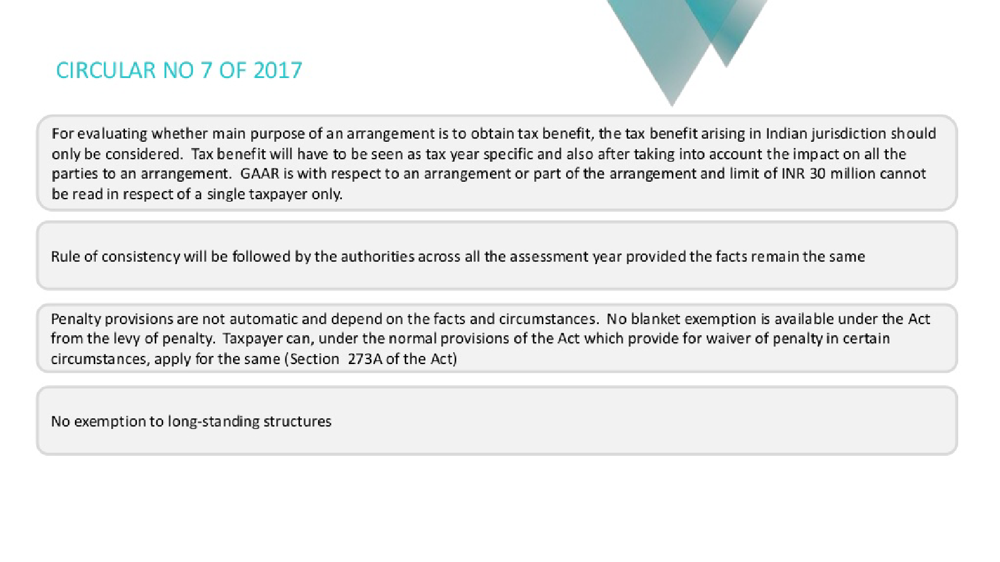 CIRCULAR NO 7 OF 2017
For evaluating whether main purpose of an arrangement is to obtain tax benefit, the tax benefit arising in Indian jurisdiction should
only be considered. Tax benefit will have to be seen as tax year specific and also after taking into account the impact on all the
parties to an arrangement. GAAR is with respect to an arrangement or part of the arrangement and limit of INR 30 million cannot
be read in respect of a single taxpayer only.
Rule of consistency will be followed by the authorities across all the assessment year provided the facts remain the same
Penalty provisions are not automatic and depend on the facts and circumstances. No blanket exemption is available under the Act
from the levy of penalty. Taxpayer can, under the normal provisions of the Act which provide for waiver of penalty in certain
circumstances, apply for the same (Section 273A of the Act)
No exemption to long-standing structures